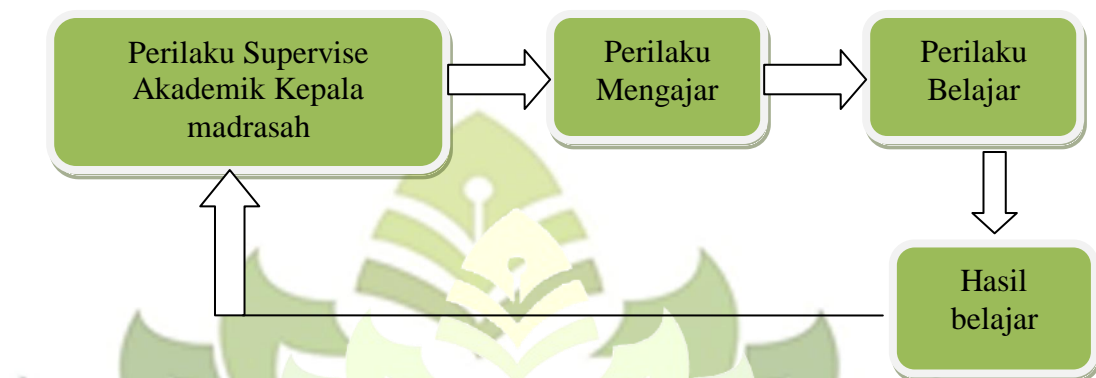 Perilaku Supervise
Akademik Kepala
madrasah
Perilaku
Mengajar
Perilaku
Belajar
Hasil
belajar